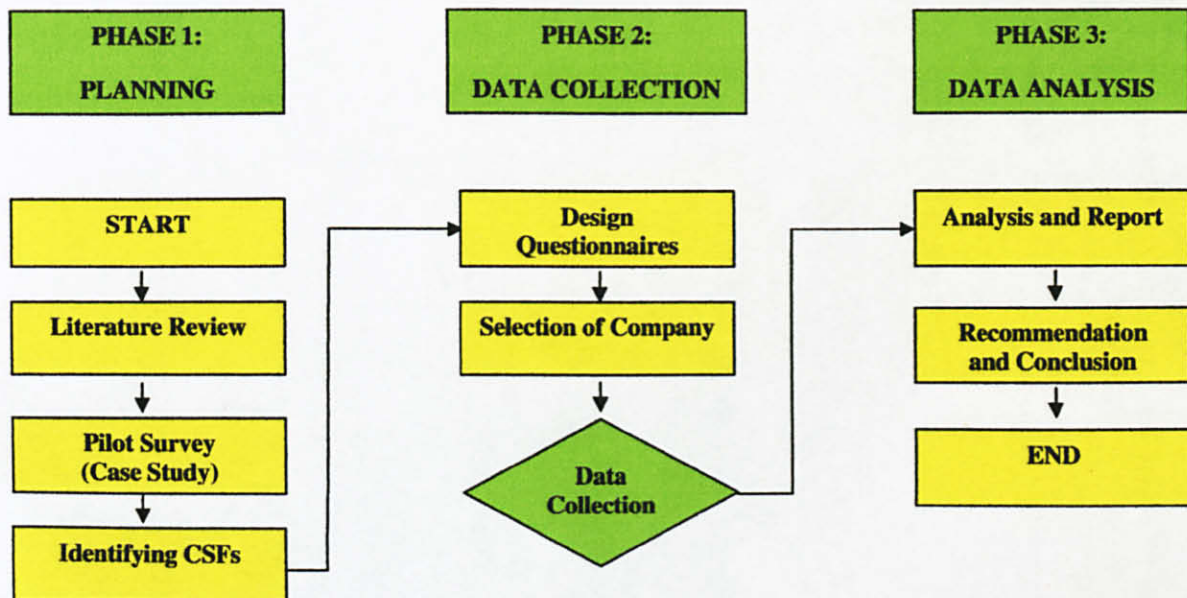 PHASE 1:
PLANNING
START
Literature Review
Pilot Survey
(Case Study)
Identifying CSFs
PHASE 2:
DATA COLLECTION
Design
Questionnaires
Selection of Company
Data
Collection
PHASE 3:
DATA ANALYSIS
Analysis and Report
Recommendation
and Conclusion
END